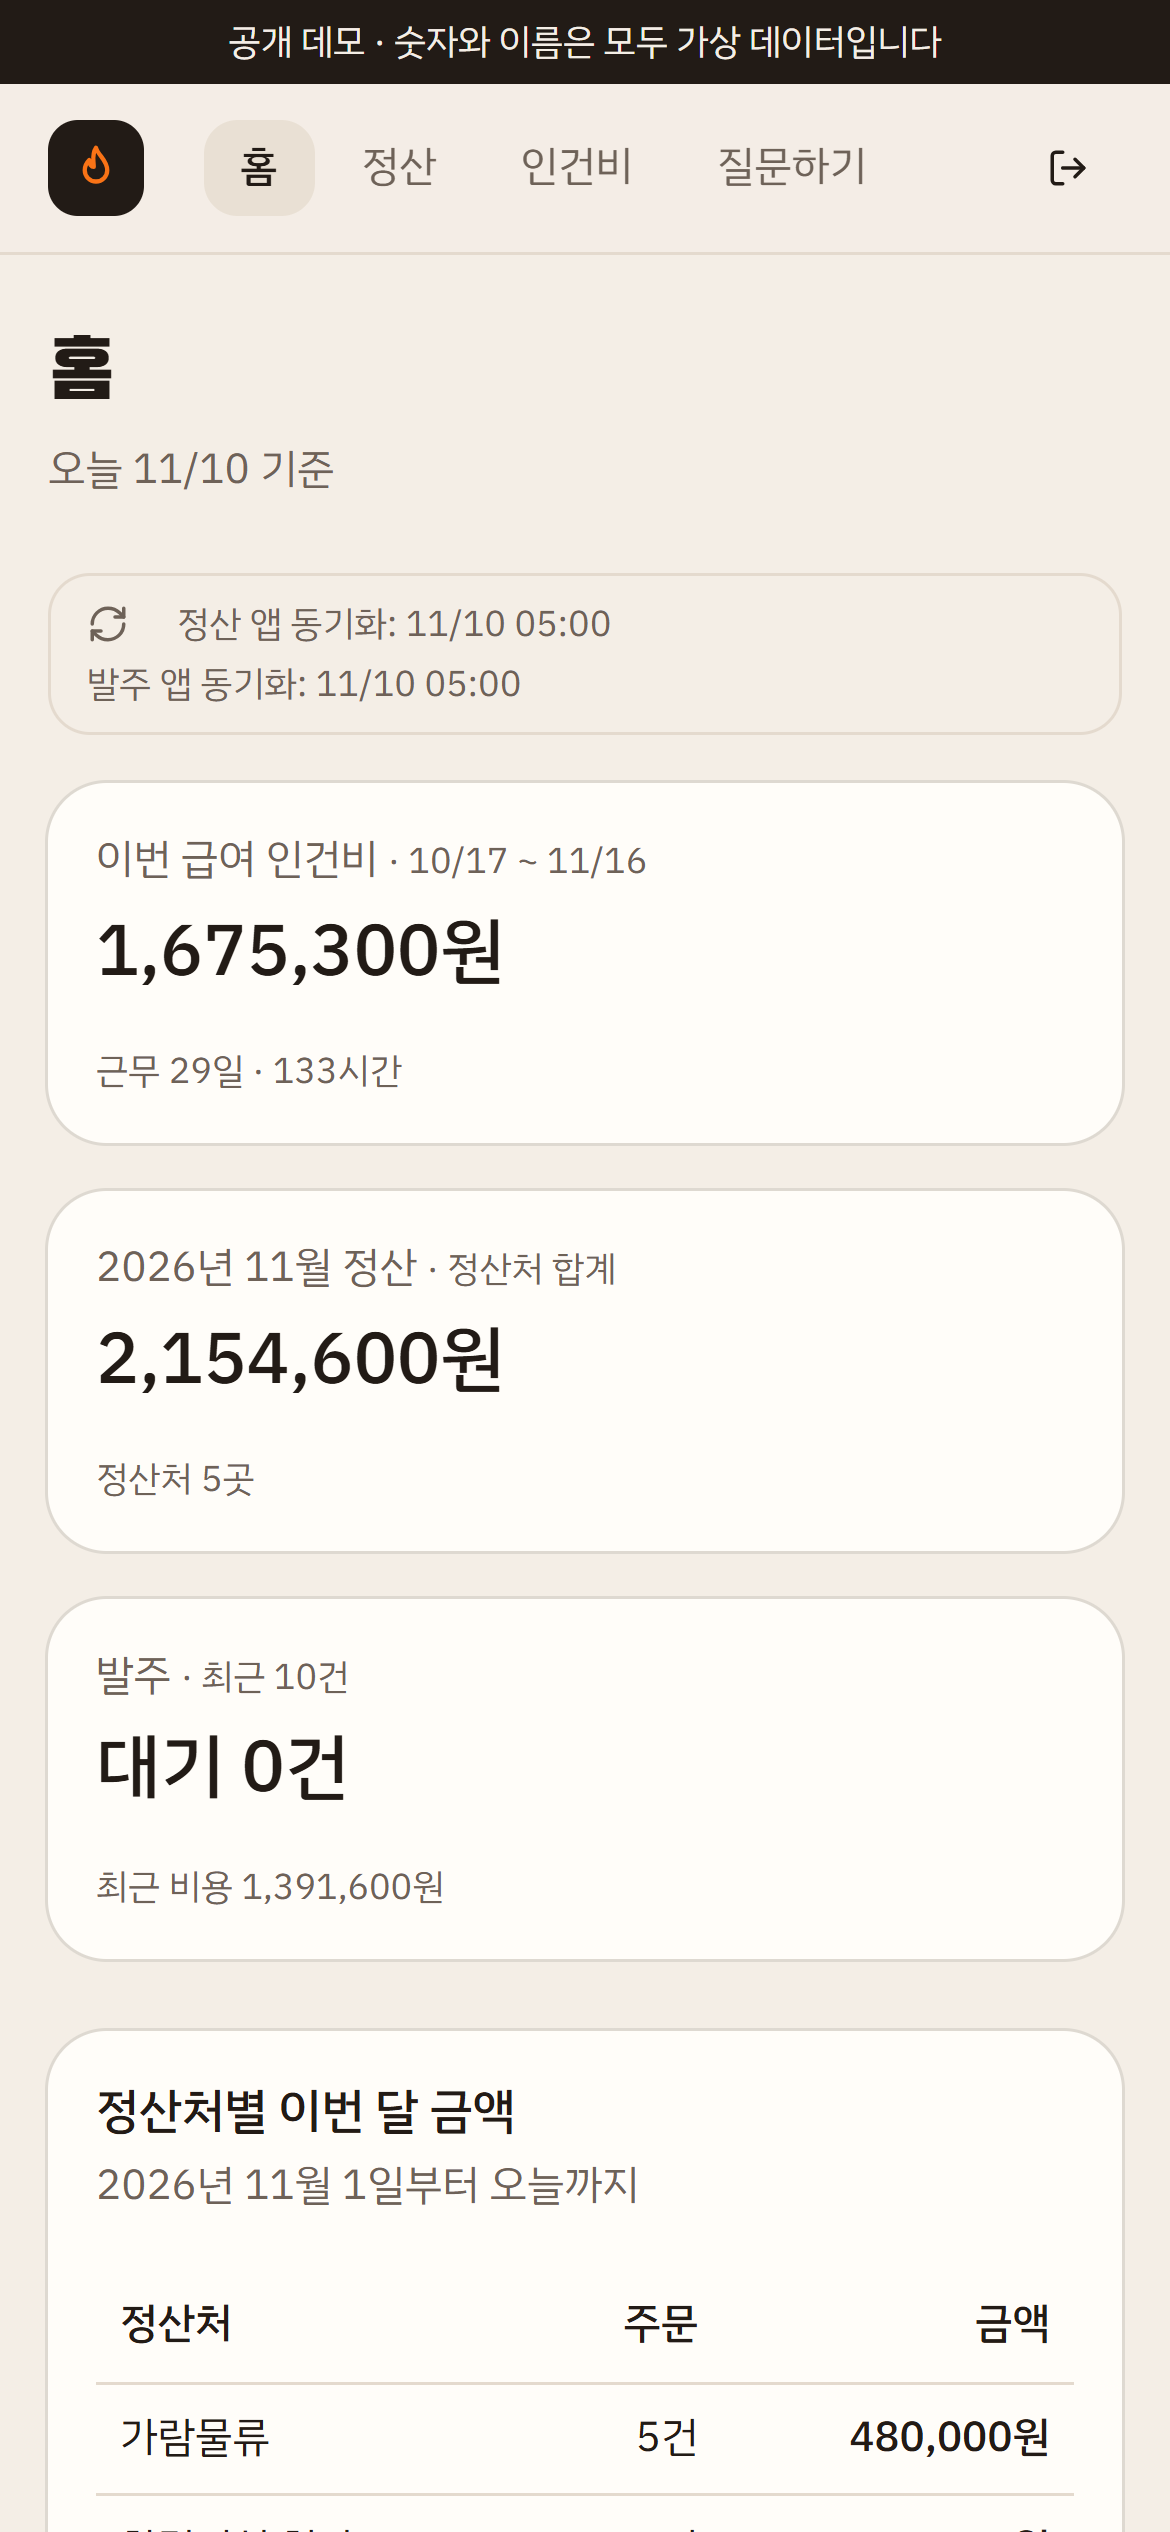 공개 데모 · 숫자와 이름은 모두 가상 데이터입니다
홈 정산 인건비 질문하기
홈
오늘 11/10 기준
정산 앱 동기화: 11/10 05:00
발주 앱 동기화: 11/10 05:00
이번 급여 인건비 · 10/17 ~ 11/16
1,675,300원
근무 29일 · 133시간
2026년 11월 정산 · 정산처 합계
2,154,600원
정산처 5곳
발주 · 최근 10건
대기 0건
최근 비용 1,391,600원
정산처별 이번 달 금액
2026년 11월 1일부터 오늘까지
정산처 주문 금액
가람물류 5건 480,000원